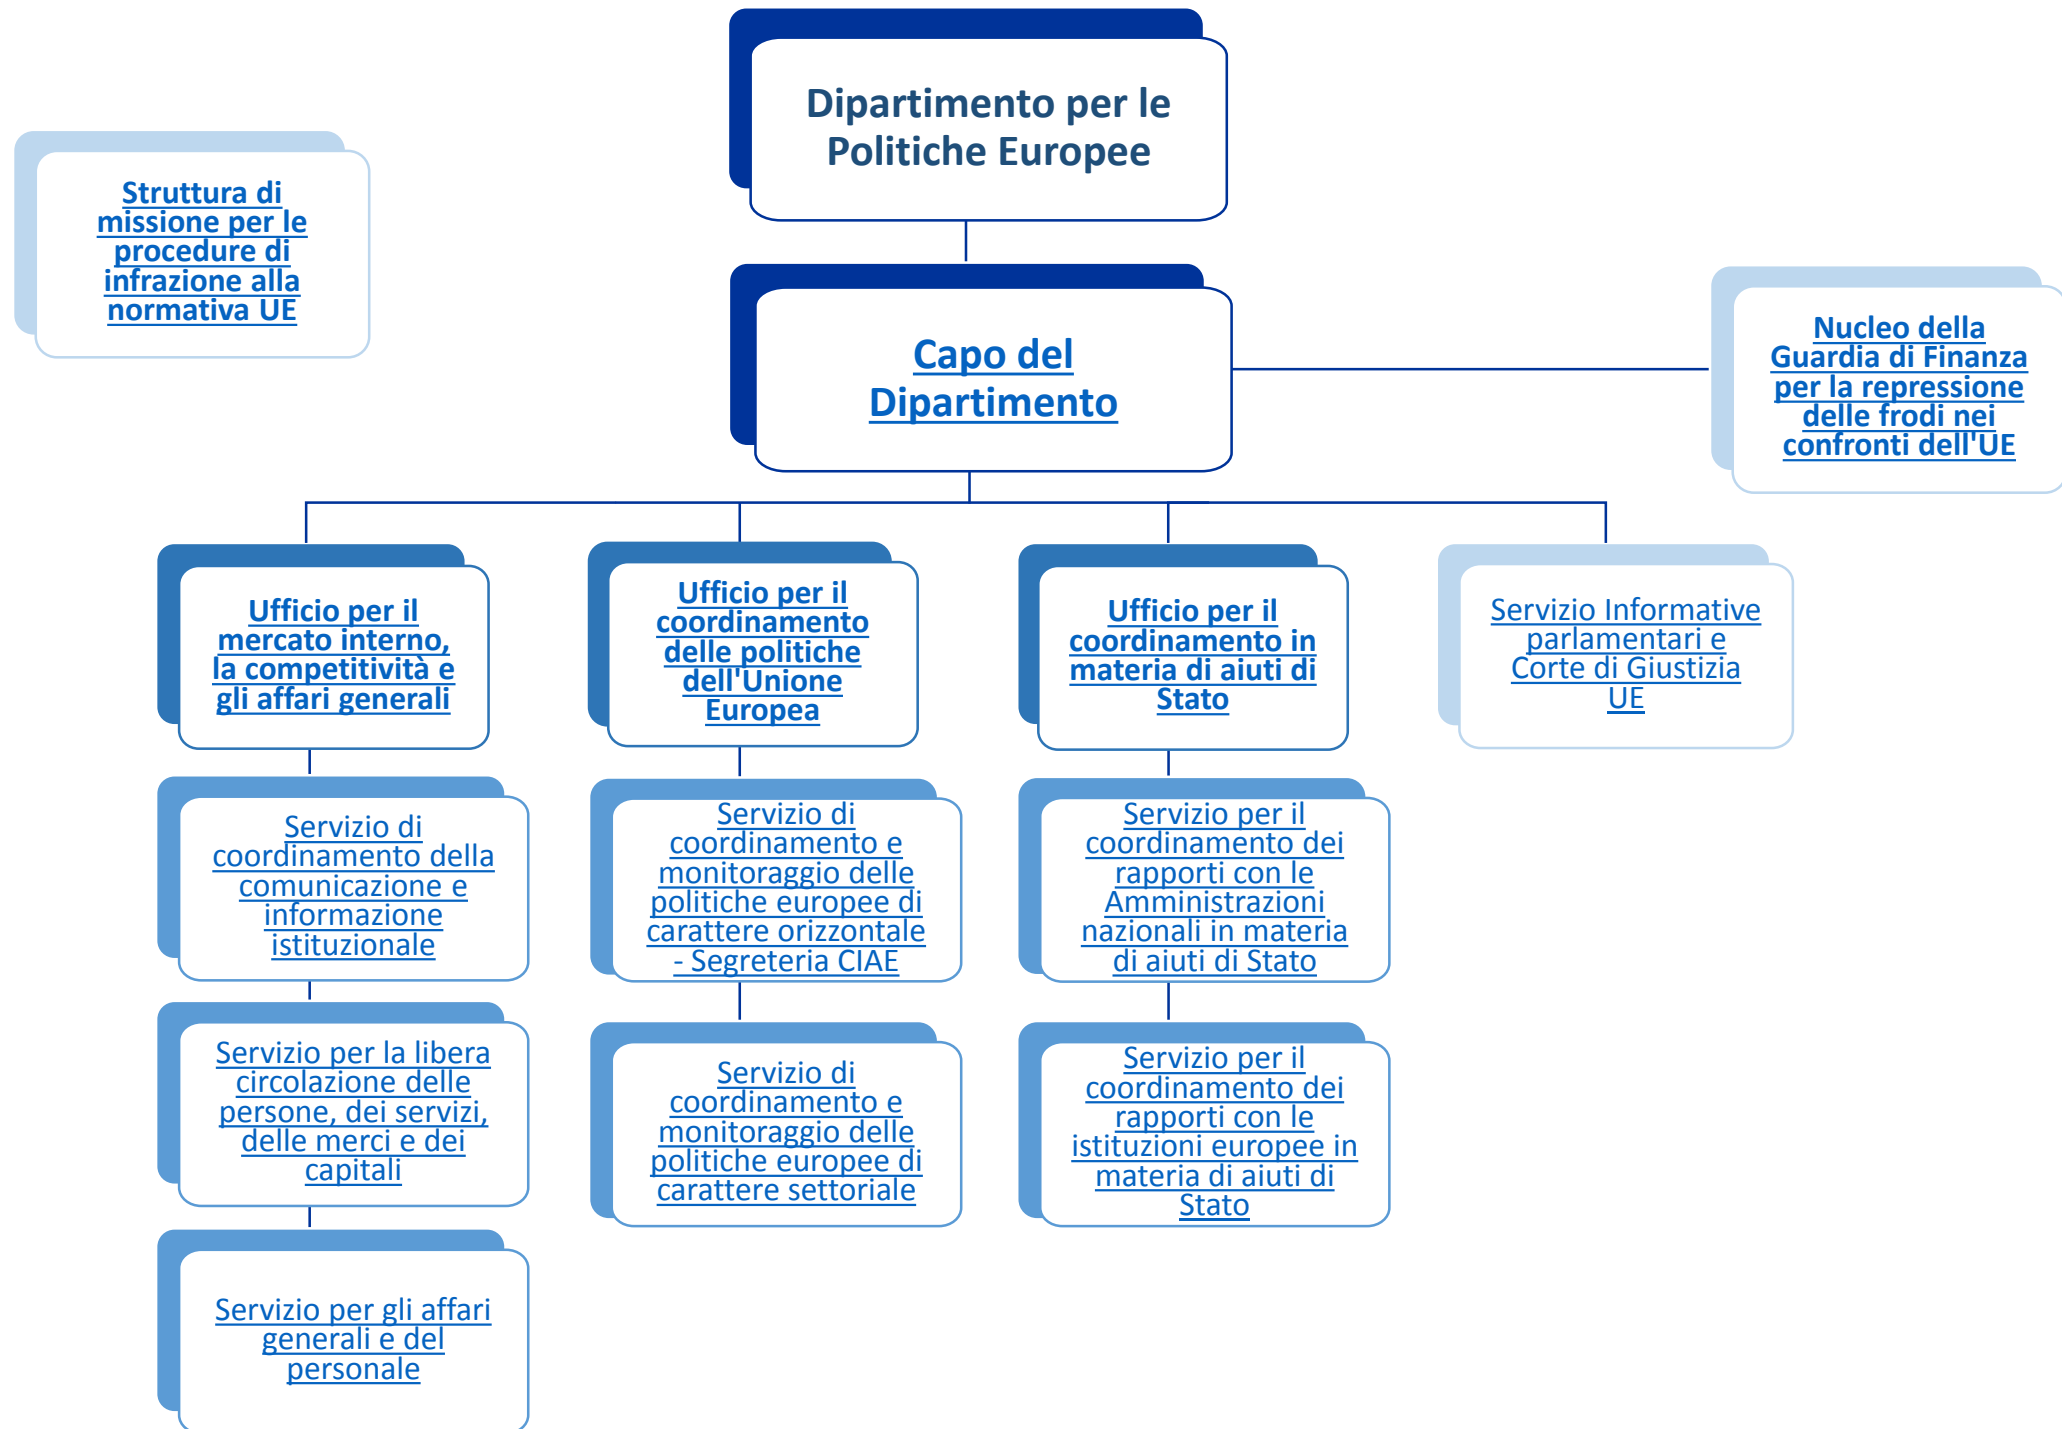 Dipartimento per le
Politiche Europee
Struttura di
missione per le
procedure di
infrazione alla
normativa UE
Capo del
Dipartimento
Nucleo della
Guardia di Finanza
per la repressione
delle frodi nei
confronti dell'UE
Ufficio per il
mercato interno,
la competitività e
gli affari generali
Ufficio per il
coordinamento
delle politiche
dell'Unione
Europea
Ufficio per il
coordinamento in
materia di aiuti di
Stato
Servizio Informative
parlamentari e
Corte di Giustizia
UE
Servizio di
coordinamento della
comunicazione e
informazione
istituzionale
Servizio di
coordinamento e
monitoraggio delle
politiche europee di
carattere orizzontale
- Segreteria CIAE
Servizio per il
coordinamento dei
rapporti con le
Amministrazioni
nazionali in materia
di aiuti di Stato
Servizio per la libera
circolazione delle
persone, dei servizi,
delle merci e dei
capitali
Servizio di
coordinamento e
monitoraggio delle
politiche europee di
carattere settoriale
Servizio per il
coordinamento dei
rapporti con le
istituzioni europee in
materia di aiuti di
Stato
Servizio per gli affari
generali e del
personale